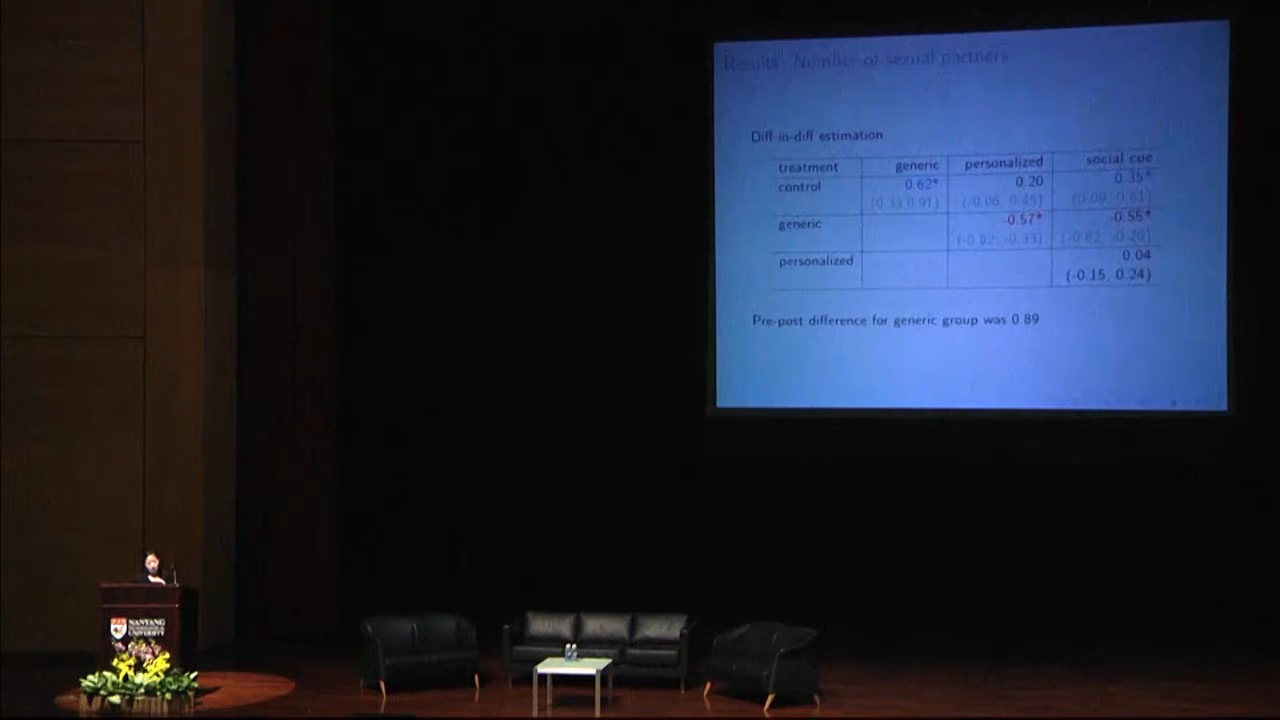 Results: Number of sexual partners
Diff-in-diff estimation
treatment generic personalized social cue
control 0.62* 0.20 0.35*
(0.33,0.91) (-0.06, 0.45) (0.09, 0.61)
generic -0.57* -0.55*
(-0.82, -0.33) (-0.82, -0.28)
personalized 0.04
(-0.15, 0.24)
Pre-post difference for generic group was 0.89
NANYANG
TECHNOLOGICAL
UNIVERSITY